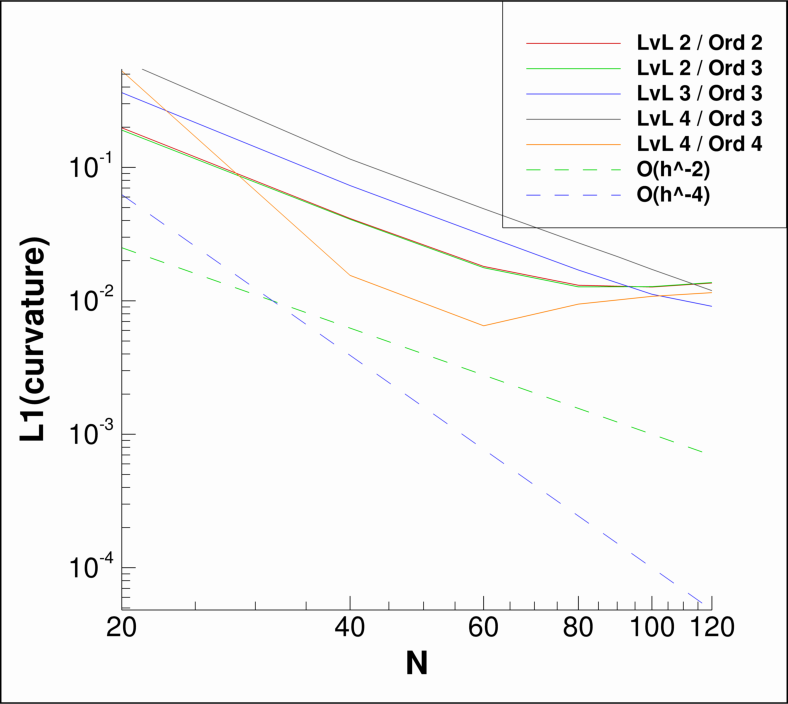 LvL 2 / Ord 2
LvL 2 / Ord 3
LvL 3 / Ord 3
LvL 4 / Ord 3
LvL 4 / Ord 4
O(h^-2)
O(h^-4)
L1(curvature)
10-1
10-2
10-3
10-4
20 40 60 80 100 120
N